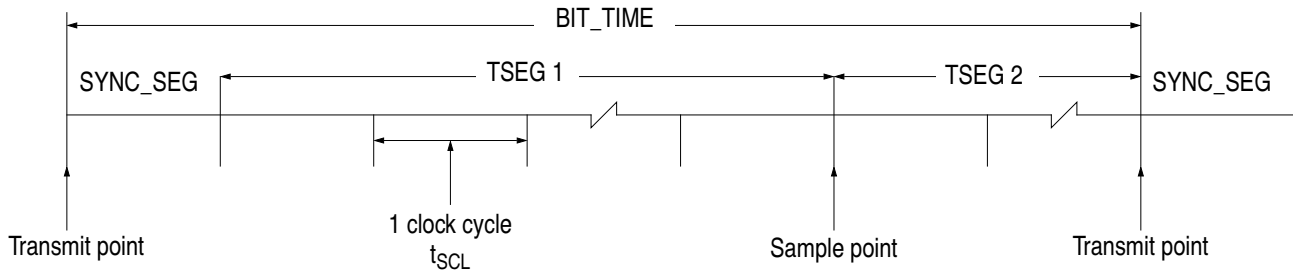 BIT_TIME
TSEG 1
TSEG 2
SYNC_SEG
SYNC_SEG
1 clock cycle
tSCL
Transmit point
Sample point
Transmit point